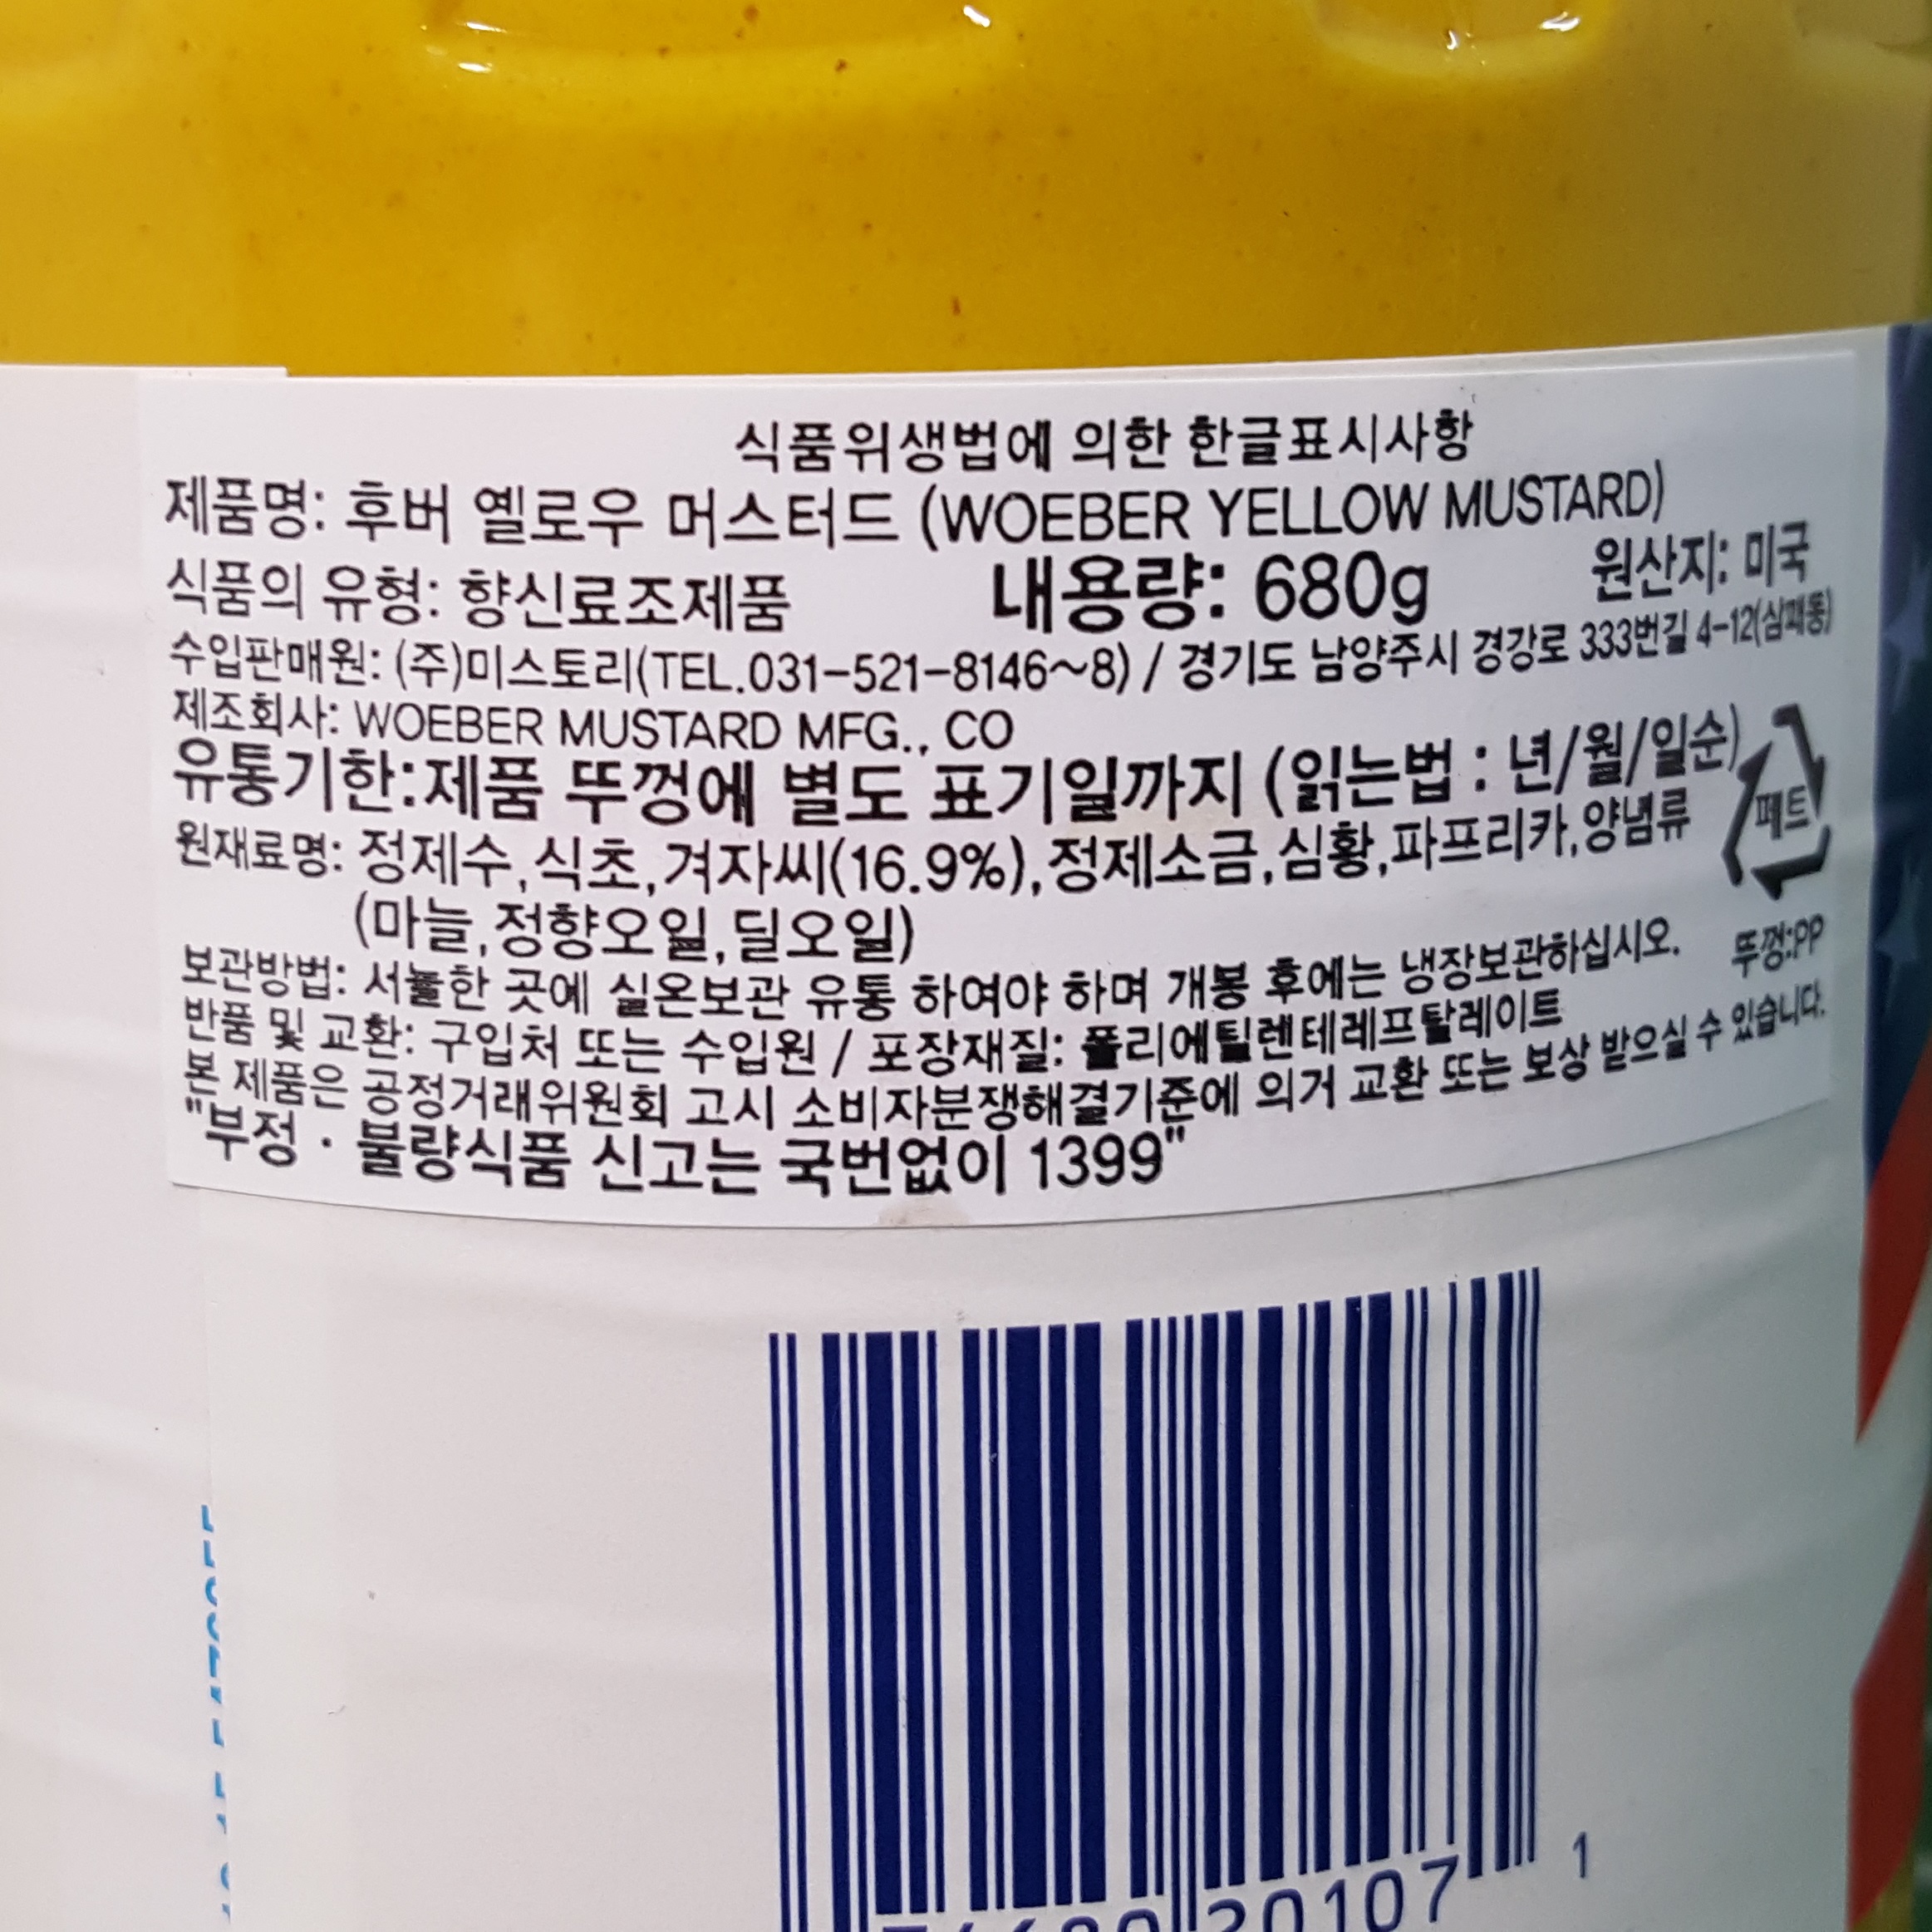 식품위생법에 의한 한글표시사항
제품명: 후버 옐로우 머스터드 (WOEBER YELLOW MUSTARD)
식품의 유형: 향신료조제품 내용량: 680g 원산지: 미국
수입판매원: (주)미스토리(TEL.031-521-8146~8) / 경기도 남양주시 경강로 333번길 4-12(삼패동)
제조회사: WOEBER MUSTARD MFG., CO
유통기한:제품 뚜껑에 별도 표기일까지 (읽는법 : 년/월/일순)
페트
원재료명: 정제수,식초,겨자씨(16.9%),정제소금,심황,파프리카,양념류
(마늘,정향오일,딜오일)
뚜껑:PP
보관방법: 서늘한 곳에 실온보관 유통 하여야 하며 개봉 후에는 냉장보관하십시오.
반품 및 교환: 구입처 또는 수입원 / 포장재질: 폴리에틸렌테레프탈레이트
본 제품은 공정거래위원회 고시 소비자분쟁해결기준에 의거 교환 또는 보상 받으실 수 있습니다.
"부정 · 불량식품 신고는 국번없이 1399"
20107 1